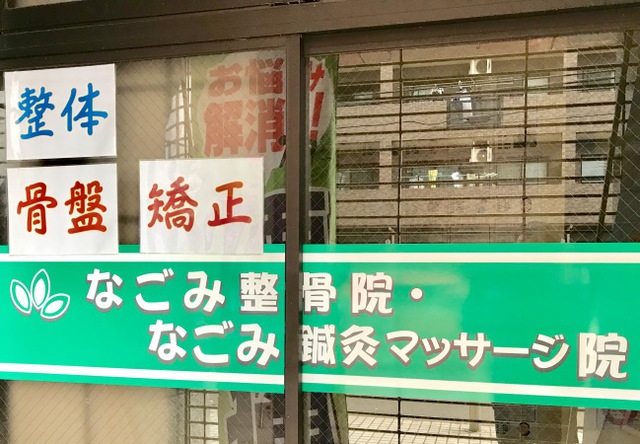 整体
お悩み
解消!!
骨盤
矯正
なごみ整骨院・
なごみ鍼灸マッサージ院